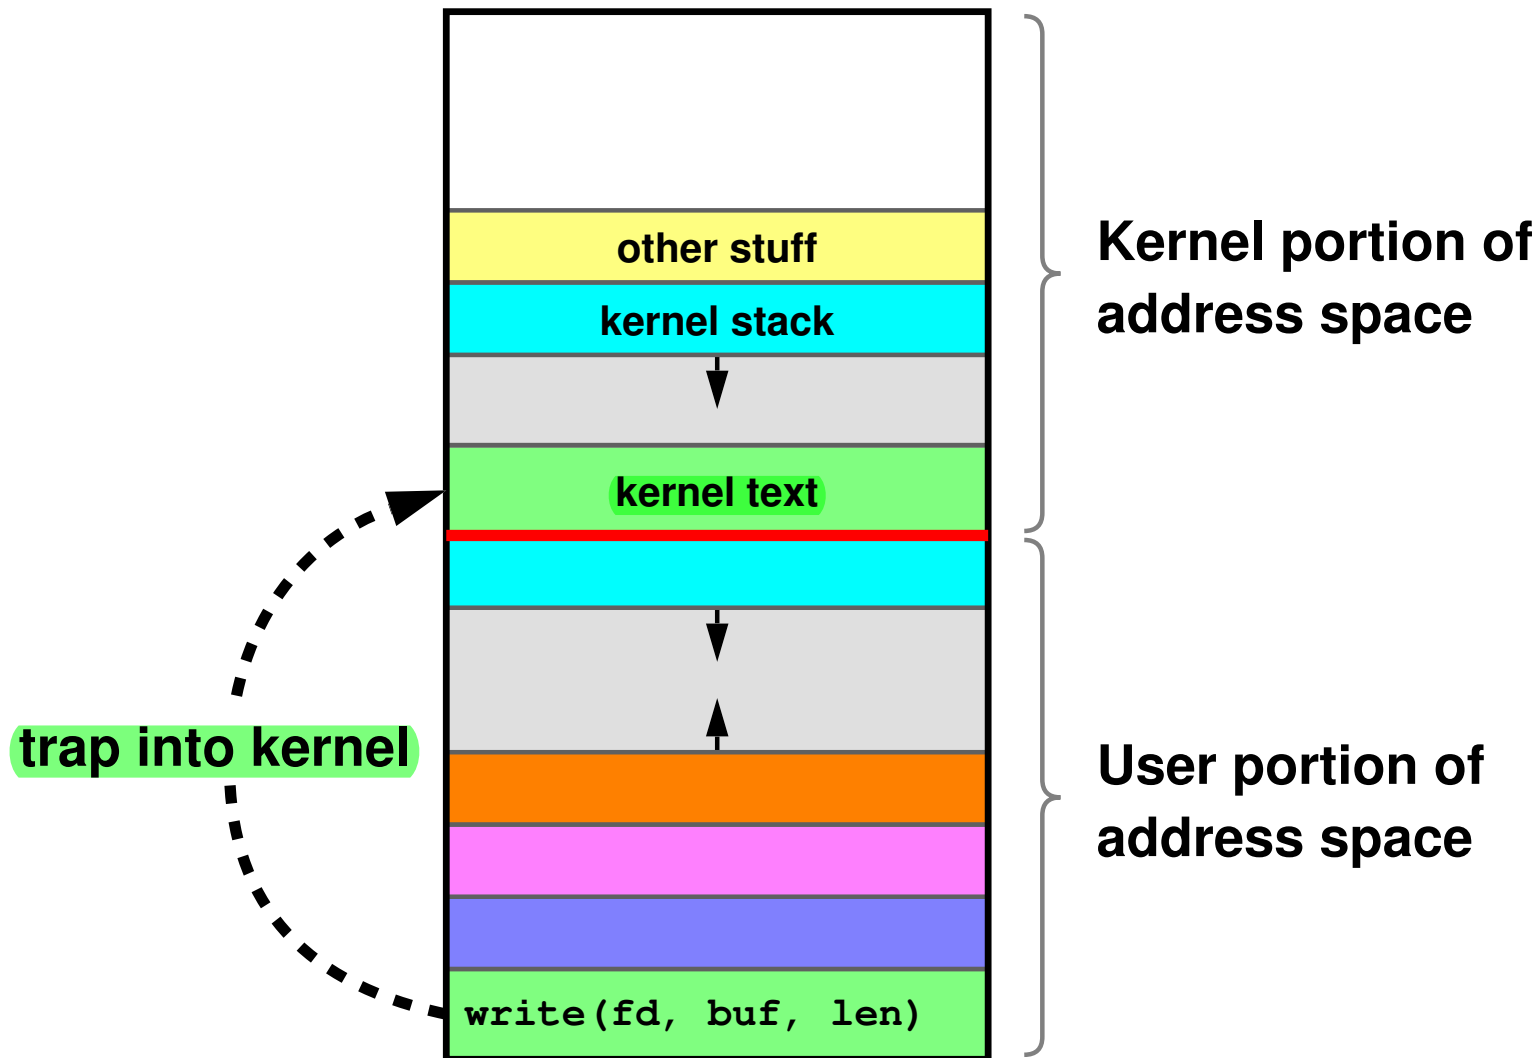 other stuff
kernel stack
kernel text
Kernel portion of
address space
trap into kernel
User portion of
address space
write(fd, buf, len)